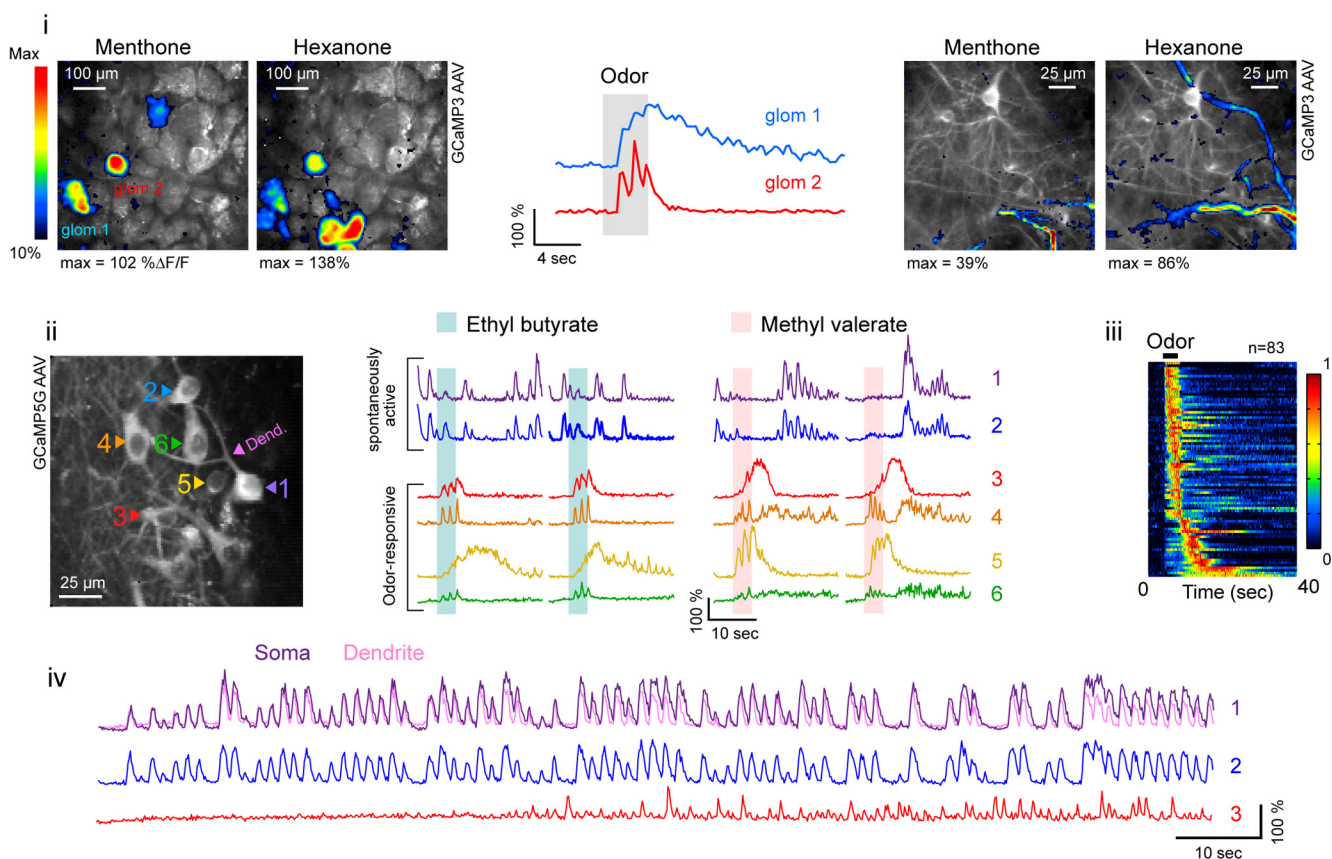 i
Max
10%
Menthone
100 µm
glom 2
glom 1
max = 102 %ΔF/F
Hexanone
100 µm
max = 138%
GCaMP3 AAV
Odor
glom 1
glom 2
100 %
4 sec
Menthone
25 µm
max = 39%
Hexanone
25 µm
max = 86%
GCaMP3 AAV
ii
GCaMP5G AAV
2
4
6
Dend.
5
1
3
25 µm
Ethyl butyrate
Methyl valerate
spontaneously
active
Odor-responsive
1
2
3
4
5
6
100 %
10 sec
iii
Odor
n=83
1
0
0
Time (sec)
40
iv
Soma
Dendrite
1
2
3
100 %
10 sec